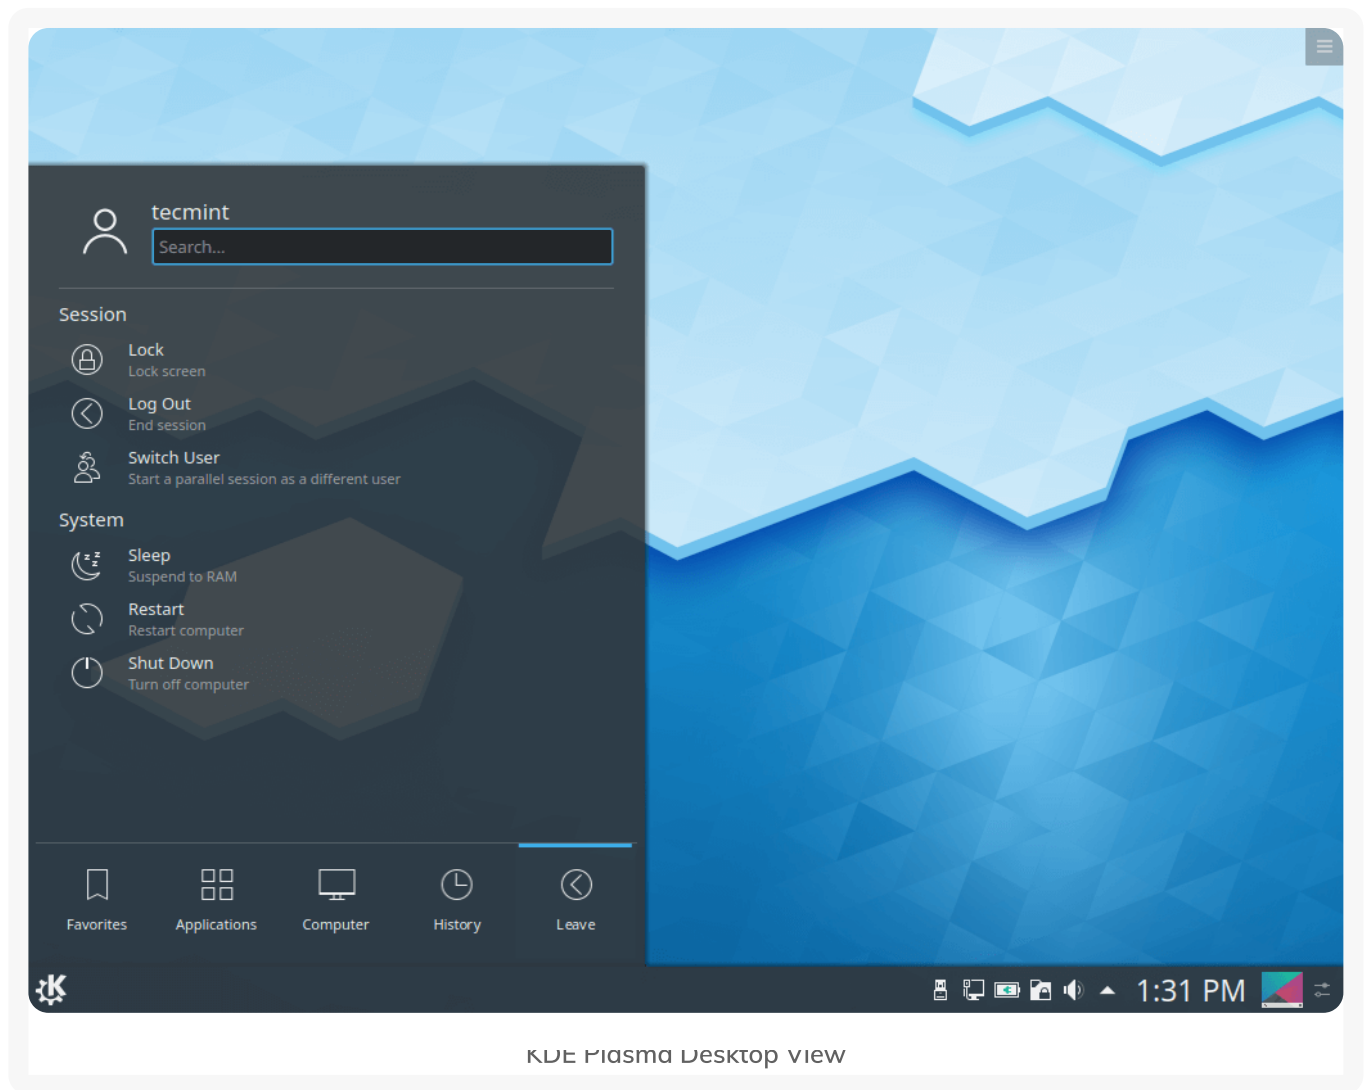 tecmint
Search...
Session
Lock
Lock screen
Log Out
End session
Switch User
Start a parallel session as a different user
System
Sleep
Suspend to RAM
Restart
Restart computer
Shut Down
Turn off computer
Favorites Applications Computer History Leave
1:31 PM
KDE Plasma Desktop View